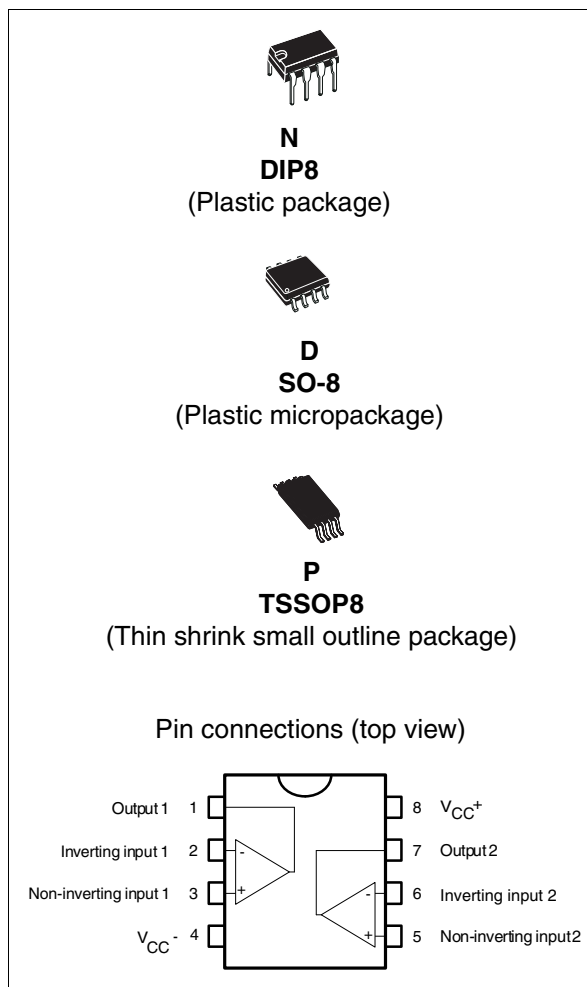 N
DIP8
(Plastic package)
D
SO-8
(Plastic micropackage)
P
TSSOP8
(Thin shrink small outline package)
Pin connections (top view)
Output 1 1 8 VCC+
Inverting input 1 2 - 7 Output 2
Non-inverting input 1 3 + - 6 Inverting input 2
VCC- 4 + 5 Non-inverting input 2